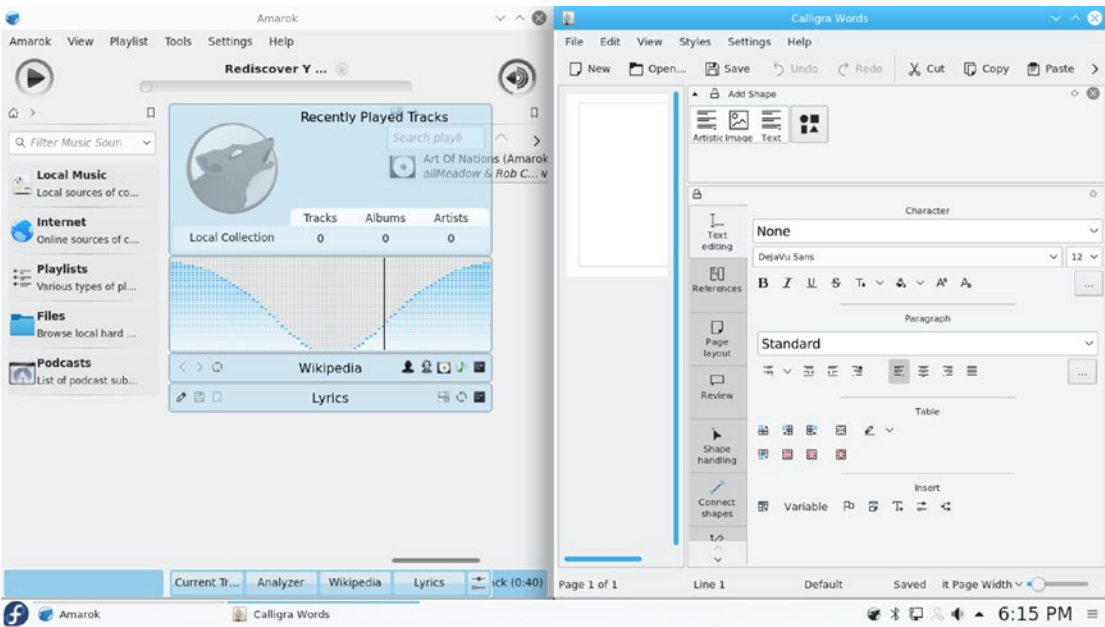 Amarok
Amarok View Playlist Tools Settings Help
Rediscover Y ...
Filter Music Sour
Local Music
Local sources of co...
Internet
Online sources of c...
Playlists
Various types of pl...
Files
Browse local hard ...
Podcasts
List of podcast sub...
Recently Played Tracks
Search playli
Art Of Nations (Amarok
allMeadow & Rob C...
Tracks Albums Artists
Local Collection 0 0 0
Wikipedia
Lyrics
Current Tr... Analyzer Wikipedia Lyrics ack (0:40)
Calligra Words
File Edit View Styles Settings Help
New Open... Save Undo Redo Cut Copy Paste
Add Shape
Artistic Image Text
Text
editing
References
Page
layout
Review
Shape
handling
Connect
shapes
Character
None
DejaVu Sans 12
B I U S
...
Paragraph
Standard
...
Table
Insert
Variable
Page 1 of 1 Line 1 Default Saved it Page Width
Amarok Calligra Words 6:15 PM